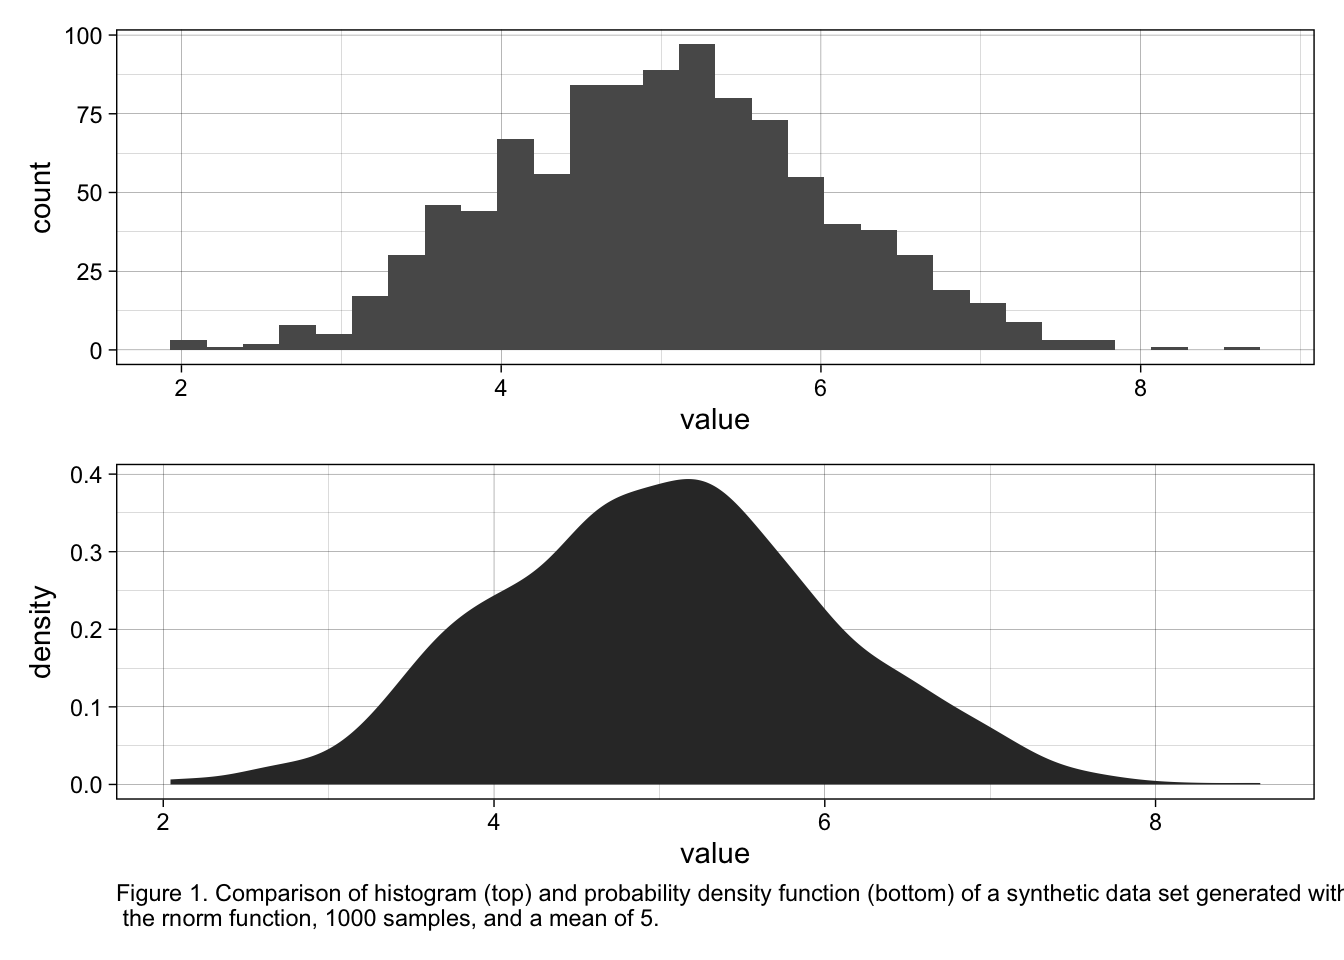 100
75
50
25
0
count
2 4 6 8
value
0.4
0.3
0.2
0.1
0.0
density
2 4 6 8
value
Figure 1. Comparison of histogram (top) and probability density function (bottom) of a synthetic data set generated with
the rnorm function, 1000 samples, and a mean of 5.